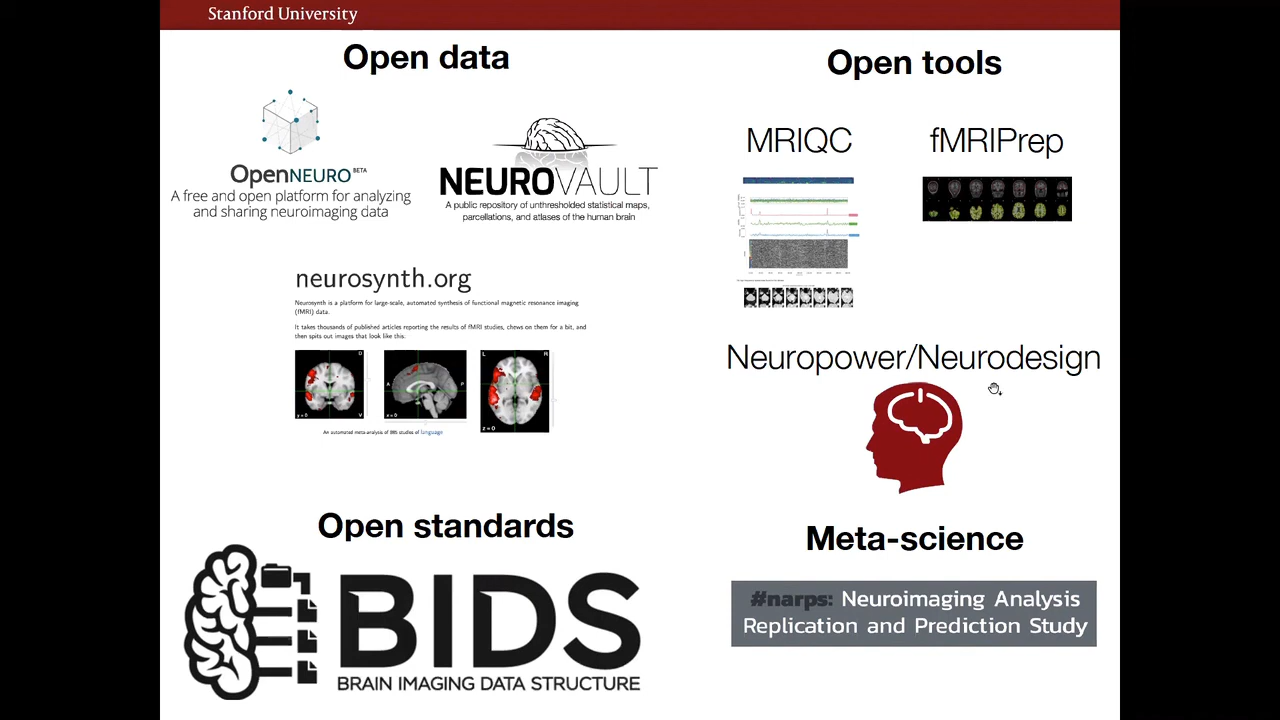 Stanford University
Open data
OpenNEURO BETA
A free and open platform for analyzing
and sharing neuroimaging data
NEUROVAULT
A public repository of unthresholded statistical maps,
parcellations, and atlases of the human brain
neurosynth.org
Neurosynth is a platform for large-scale, automated synthesis of functional magnetic resonance imaging
(fMRI) data.
It takes thousands of published articles reporting the results of fMRI studies, chews on them for a bit, and
then spits out images that look like this.
y = 0
x = 0
A
P
L
R
z = 0
An automated meta-analysis of 885 studies of language
Open tools
MRIQC
fMRIPrep
Neuropower/Neurodesign
Open standards
BIDS
BRAIN IMAGING DATA STRUCTURE
Meta-science
#narps: Neuroimaging Analysis
Replication and Prediction Study